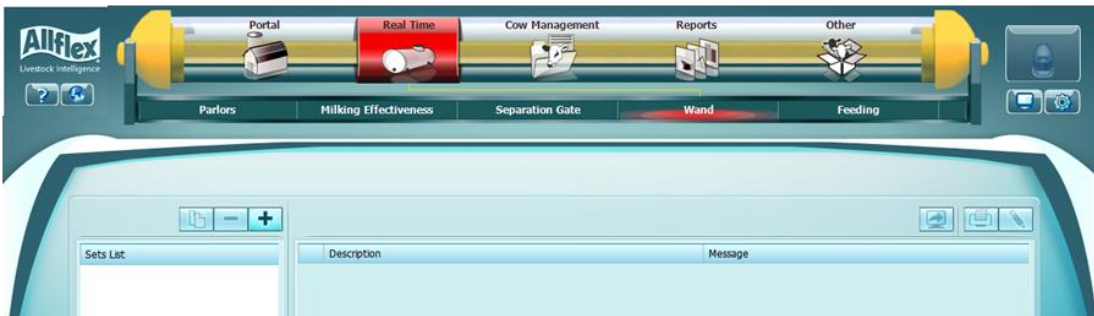 Allflex
Livestock Intelligence
Portal
Real Time
Cow Management
Reports
Other
?
Parlors
Milking Effectiveness
Separation Gate
Wand
Feeding
Sets List
Description
Message